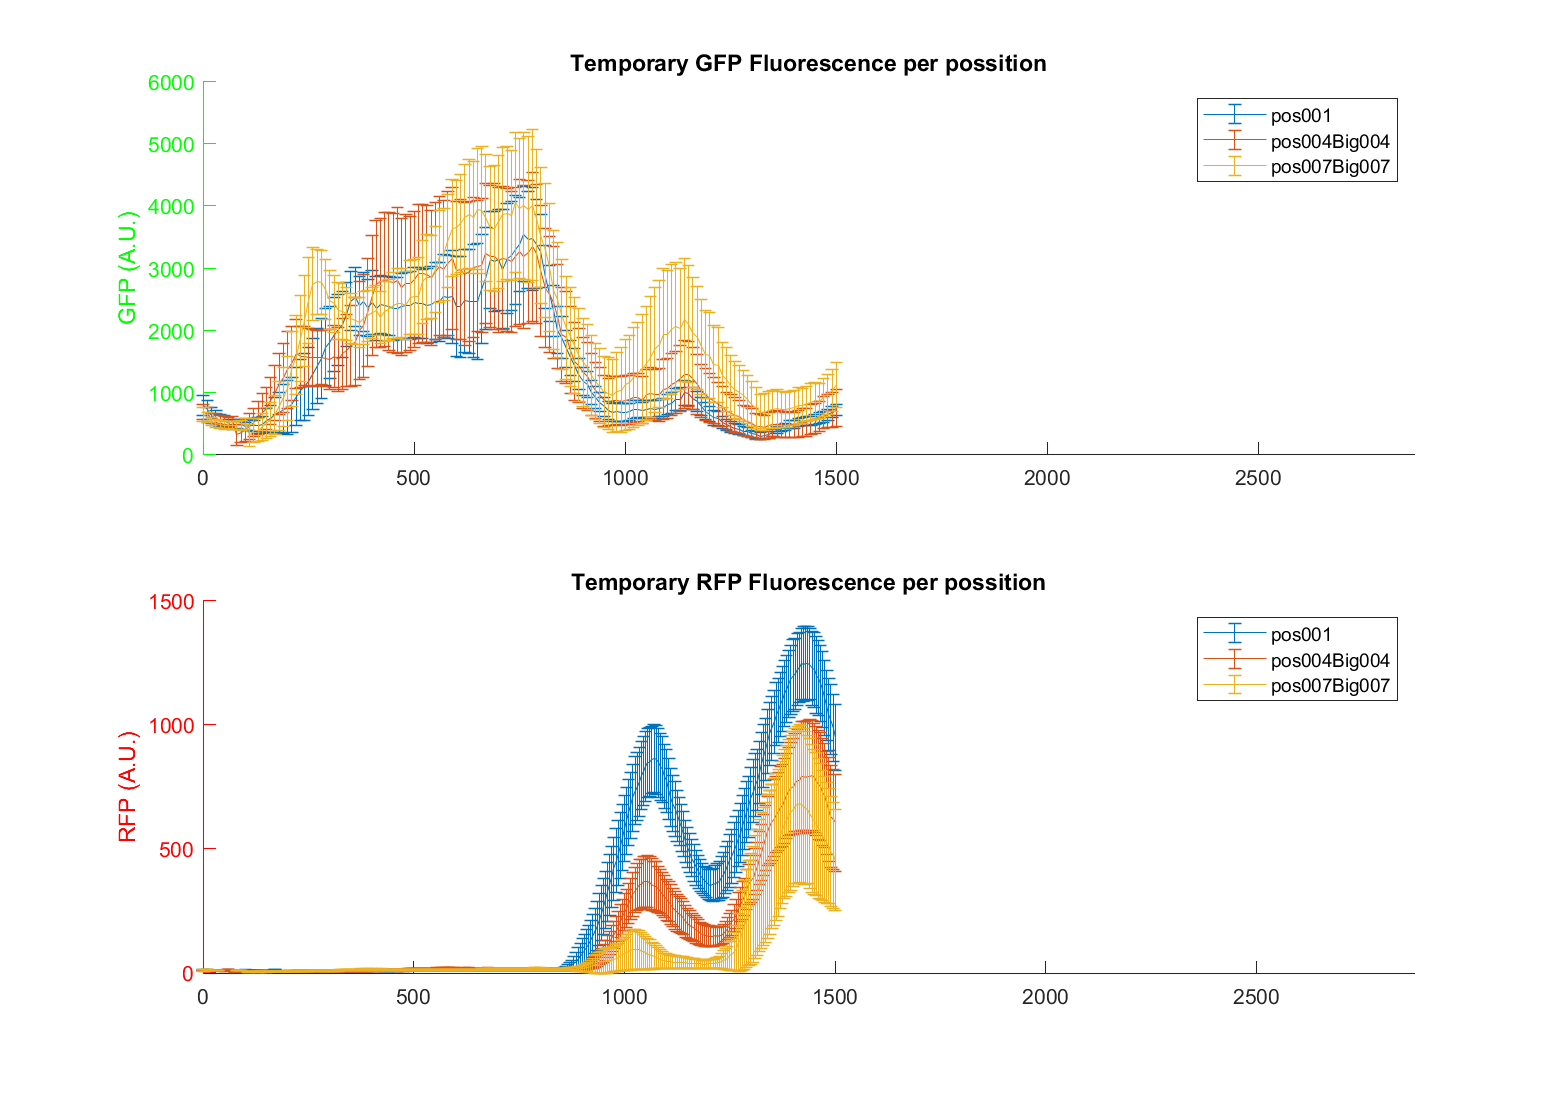 Temporary GFP Fluorescence per possition
6000
5000
4000
3000
2000
1000
0
GFP (A.U.)
pos001
pos004Big004
pos007Big007
0 500 1000 1500 2000 2500
Temporary RFP Fluorescence per possition
1500
1000
500
0
RFP (A.U.)
pos001
pos004Big004
pos007Big007
0 500 1000 1500 2000 2500